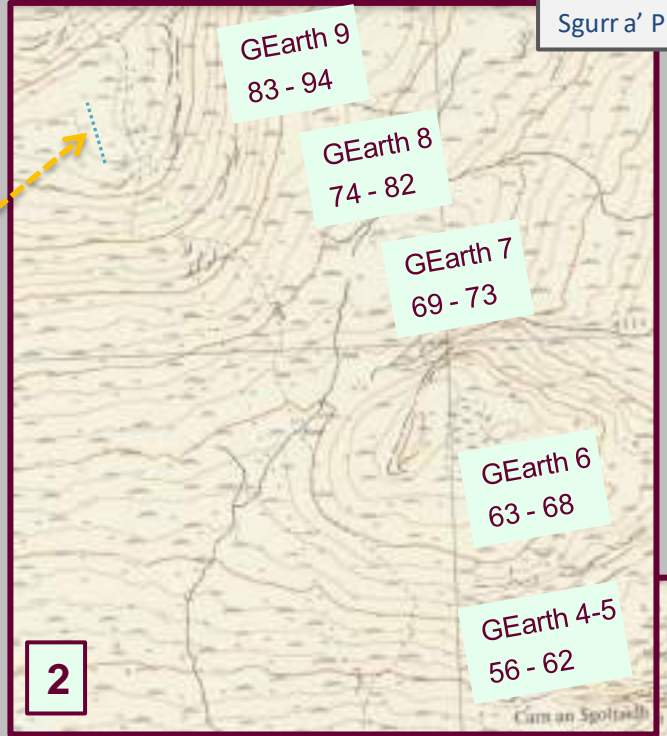 Sgurr a’ P
GEarth 9
83 - 94
GEarth 8
74 - 82
GEarth 7
69 - 73
GEarth 6
63 - 68
GEarth 4-5
56 - 62
2
Carn an Sgoltaidh